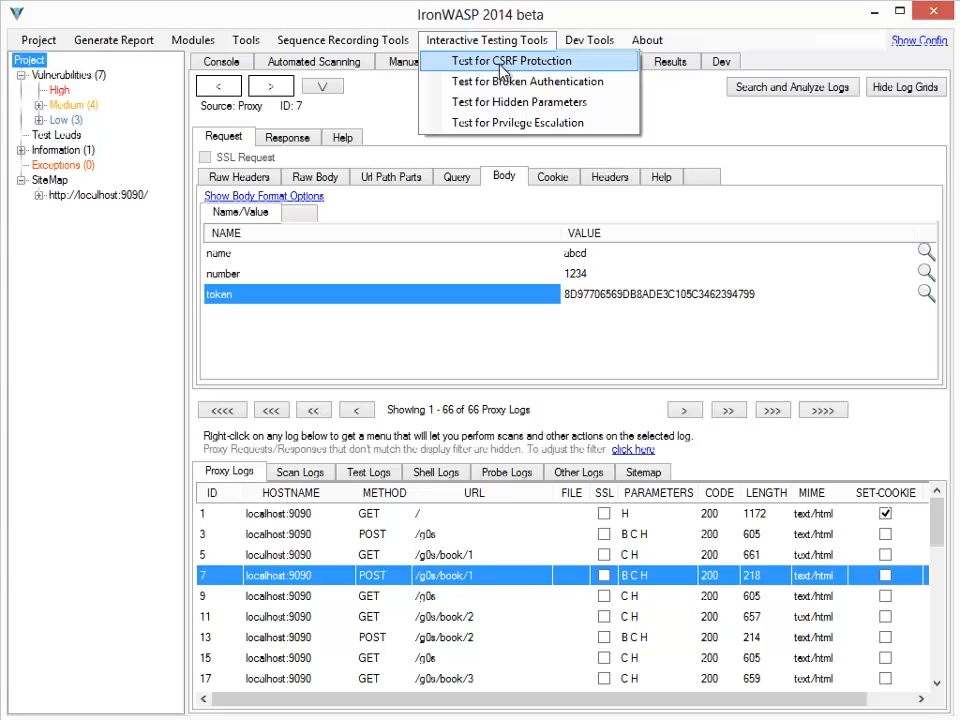 IronWASP 2014 beta
Project Generate Report Modules Tools Sequence Recording Tools Interactive Testing Tools Dev Tools About Show Config
Test for CSRF Protection
Test for Broken Authentication
Test for Hidden Parameters
Test for Prvilege Escalation
Project
Vulnerabilities (7)
High
Medium (4)
Low (3)
Test Leads
Information (1)
Exceptions (0)
SiteMap
http://localhost:9090/
Console Automated Scanning Manua Results Dev
< > \/ Search and Analyze Logs Hide Log Grids
Source: Proxy ID: 7
Request Response Help
SSL Request
Raw Headers Raw Body Url Path Parts Query Body Cookie Headers Help
Show Body Format Options
Name/Value
NAME VALUE
name abcd
number 1234
token 8D97706569DB8ADE3C105C3462394799
<<<< <<< << < Showing 1 - 66 of 66 Proxy Logs > >> >>> >>>>
Right-click on any log below to get a menu that will let you perform scans and other actions on the selected log.
Proxy Requests/Responses that don't match the display filter are hidden. To adjust the filter click here
Proxy Logs Scan Logs Test Logs Shell Logs Probe Logs Other Logs Sitemap
ID HOSTNAME METHOD URL FILE SSL PARAMETERS CODE LENGTH MIME SET-COOKIE
1 localhost:9090 GET / H 200 1172 text/html
3 localhost:9090 POST /g0s B C H 200 605 text/html
5 localhost:9090 GET /g0s/book/1 C H 200 661 text/html
7 localhost:9090 POST /g0s/book/1 B C H 200 218 text/html
9 localhost:9090 GET /g0s C H 200 605 text/html
11 localhost:9090 GET /g0s/book/2 C H 200 657 text/html
13 localhost:9090 POST /g0s/book/2 B C H 200 214 text/html
15 localhost:9090 GET /g0s C H 200 605 text/html
17 localhost:9090 GET /g0s/book/3 C H 200 659 text/html